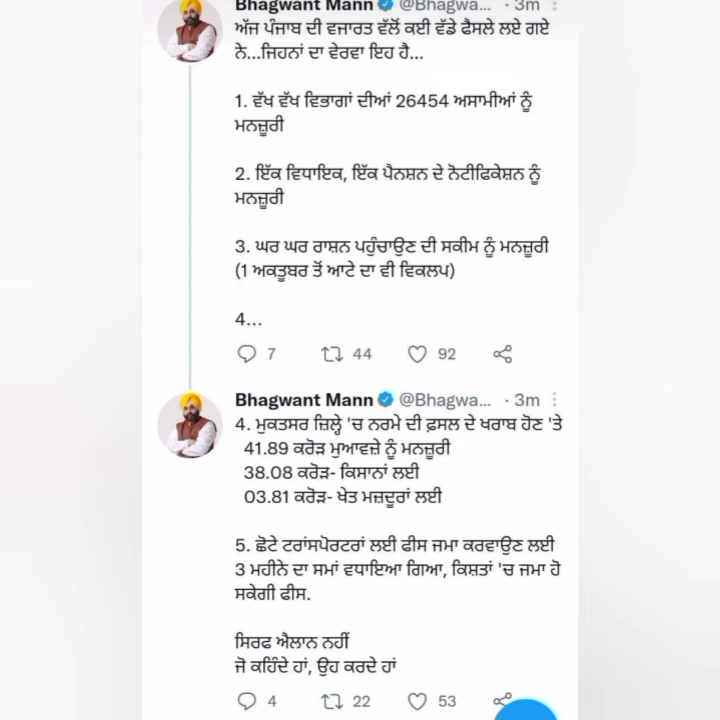 Bhagwant Mann @Bhagwa... · 3m
ਅੱਜ ਪੰਜਾਬ ਦੀ ਵਜਾਰਤ ਵੱਲੋਂ ਕਈ ਵੱਡੇ ਫੈਸਲੇ ਲਏ ਗਏ
ਨੇ...ਜਿਹਨਾਂ ਦਾ ਵੇਰਵਾ ਇਹ ਹੈ...
1. ਵੱਖ ਵੱਖ ਵਿਭਾਗਾਂ ਦੀਆਂ 26454 ਅਸਾਮੀਆਂ ਨੂੰ
ਮਨਜ਼ੂਰੀ
2. ਇੱਕ ਵਿਧਾਇਕ, ਇੱਕ ਪੈਨਸ਼ਨ ਦੇ ਨੋਟੀਫਿਕੇਸ਼ਨ ਨੂੰ
ਮਨਜ਼ੂਰੀ
3. ਘਰ ਘਰ ਰਾਸ਼ਨ ਪਹੁੰਚਾਉਣ ਦੀ ਸਕੀਮ ਨੂੰ ਮਨਜ਼ੂਰੀ
(1 ਅਕਤੂਬਰ ਤੋਂ ਆਟੇ ਦਾ ਵੀ ਵਿਕਲਪ)
4...
7 44 92
Bhagwant Mann @Bhagwa... · 3m
4. ਮੁਕਤਸਰ ਜ਼ਿਲ੍ਹੇ 'ਚ ਨਰਮੇ ਦੀ ਫ਼ਸਲ ਦੇ ਖਰਾਬ ਹੋਣ 'ਤੇ
41.89 ਕਰੋੜ ਮੁਆਵਜ਼ੇ ਨੂੰ ਮਨਜ਼ੂਰੀ
38.08 ਕਰੋੜ- ਕਿਸਾਨਾਂ ਲਈ
03.81 ਕਰੋੜ- ਖੇਤ ਮਜ਼ਦੂਰਾਂ ਲਈ
5. ਛੋਟੇ ਟਰਾਂਸਪੋਰਟਰਾਂ ਲਈ ਫੀਸ ਜਮਾ ਕਰਵਾਉਣ ਲਈ
3 ਮਹੀਨੇ ਦਾ ਸਮਾਂ ਵਧਾਇਆ ਗਿਆ, ਕਿਸ਼ਤਾਂ 'ਚ ਜਮਾ ਹੋ
ਸਕੇਗੀ ਫੀਸ.
ਸਿਰਫ ਐਲਾਨ ਨਹੀਂ
ਜੋ ਕਹਿੰਦੇ ਹਾਂ, ਉਹ ਕਰਦੇ ਹਾਂ
4 22 53